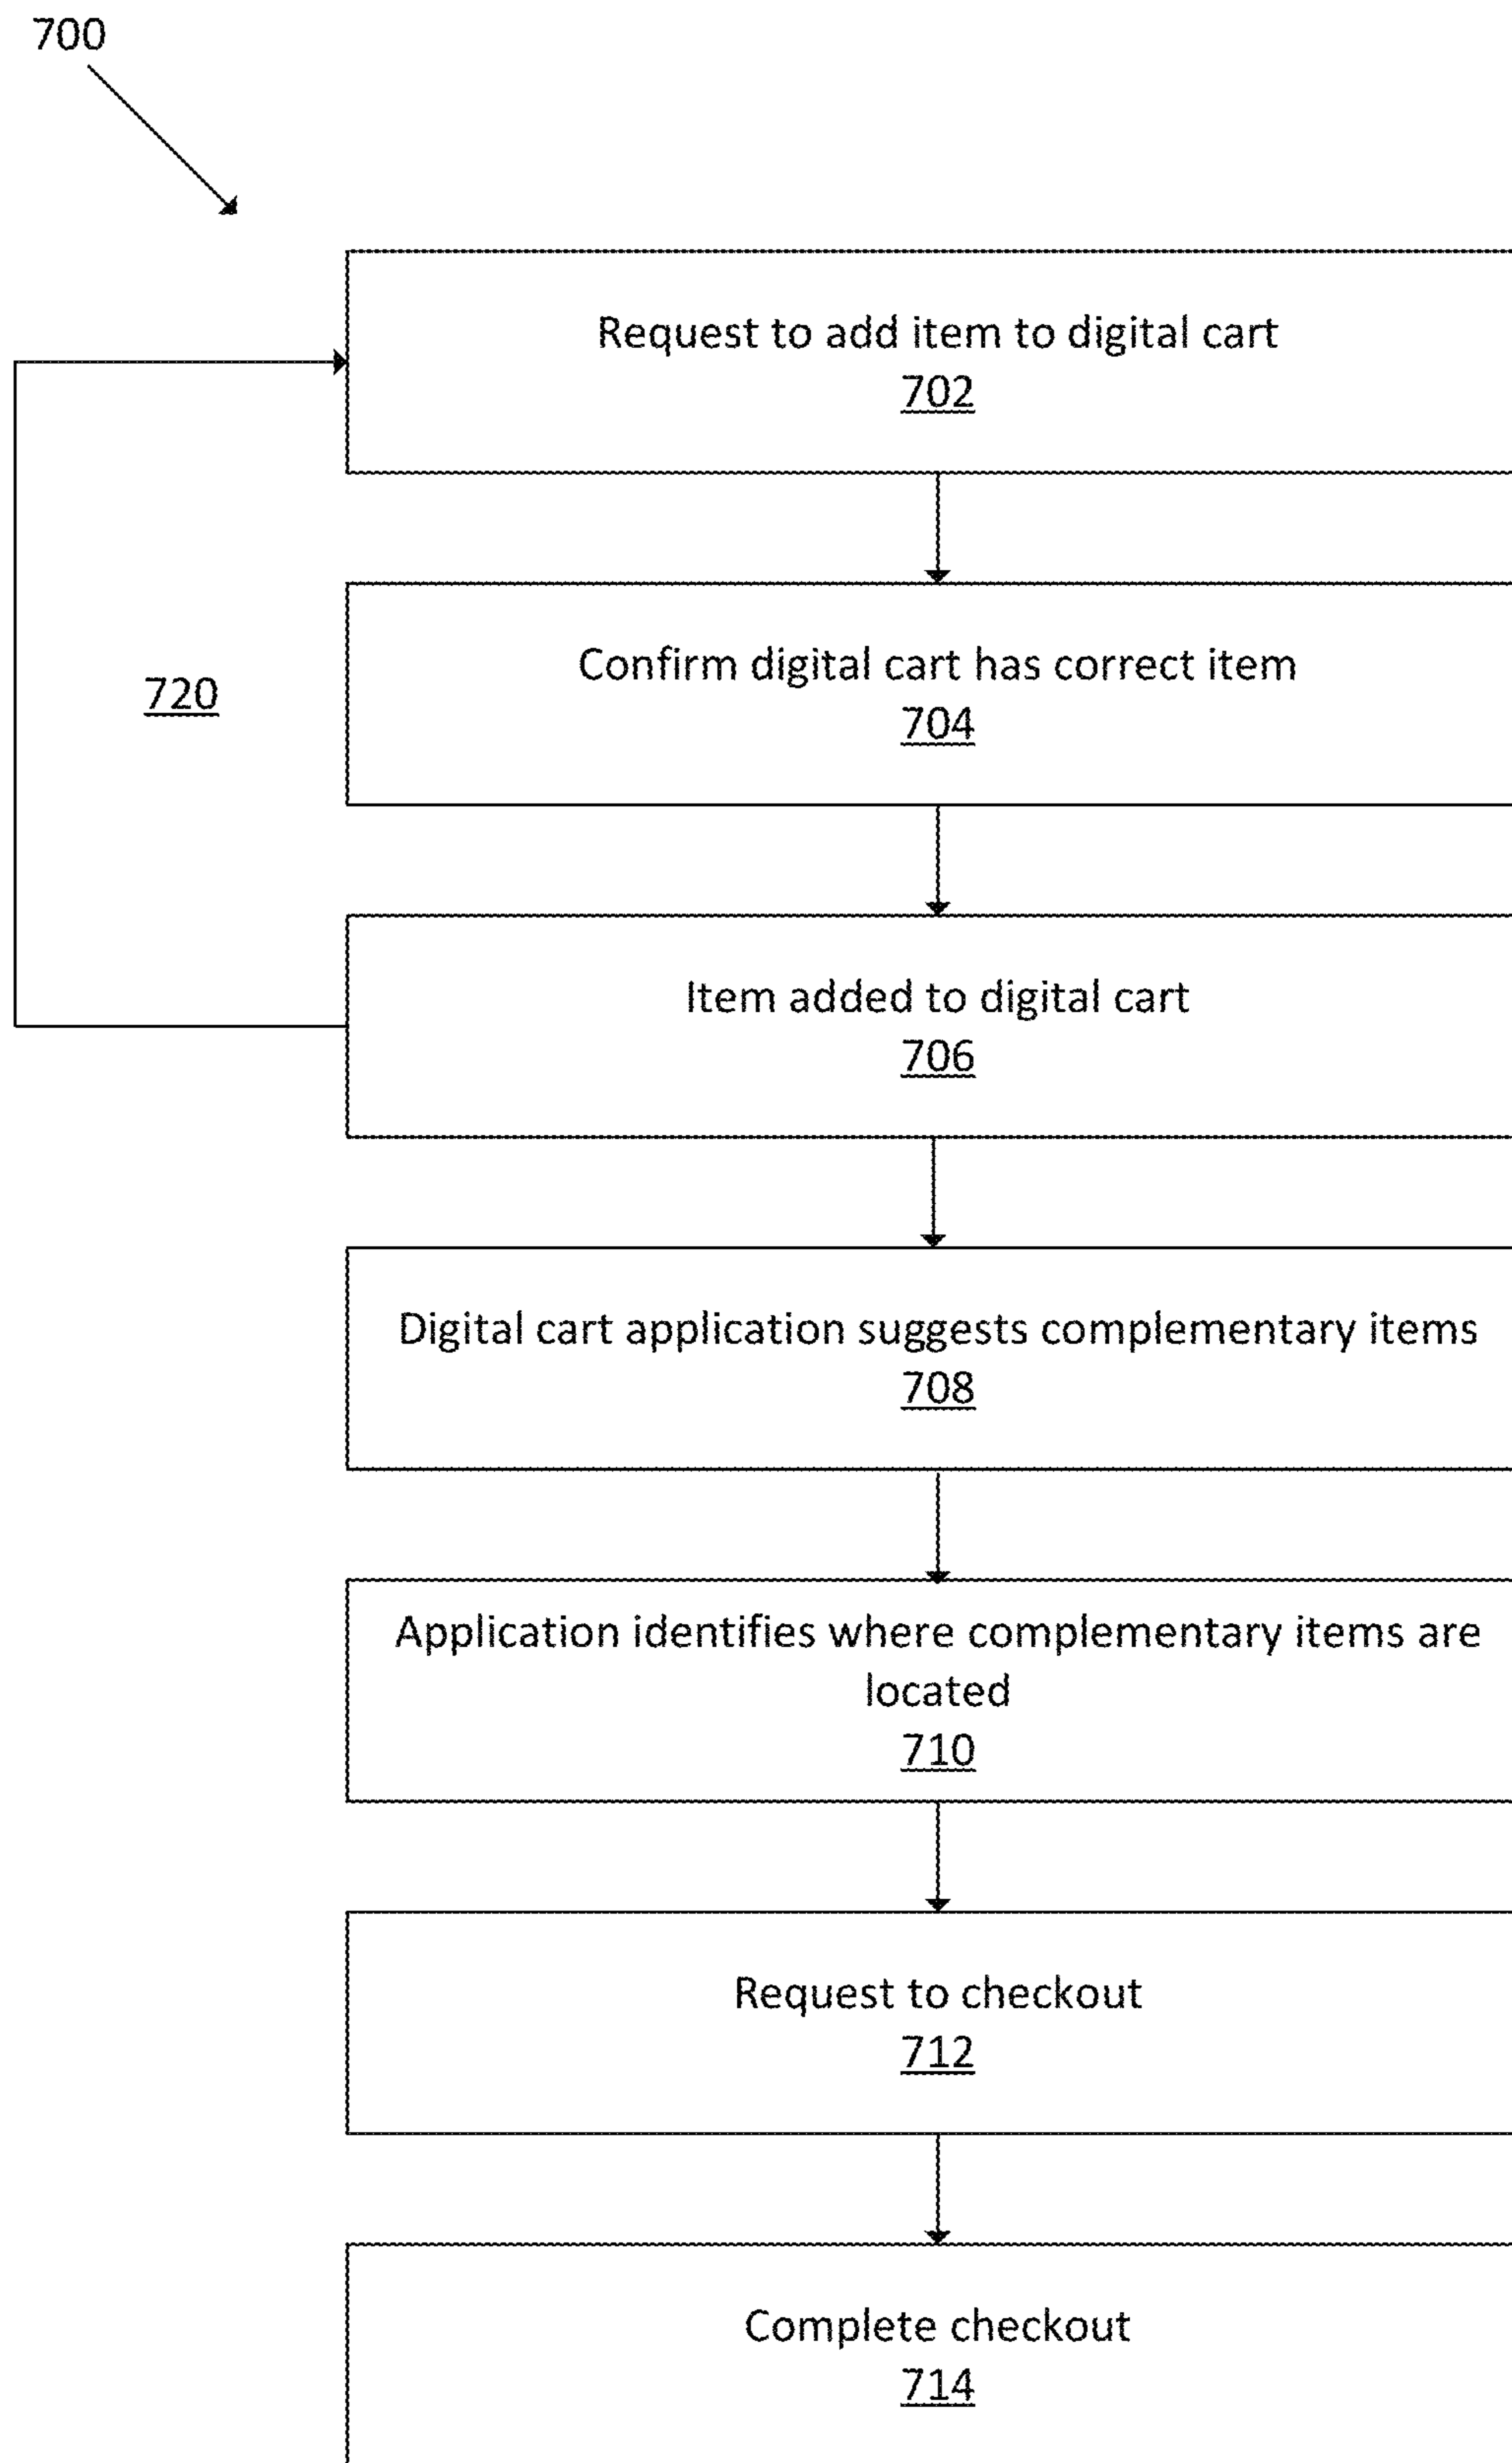 700
Request to add item to digital cart
702
Confirm digital cart has correct item
704
720
Item added to digital cart
706
Digital cart application suggests complementary items
708
Application identifies where complementary items are
located
710
Request to checkout
712
Complete checkout
714